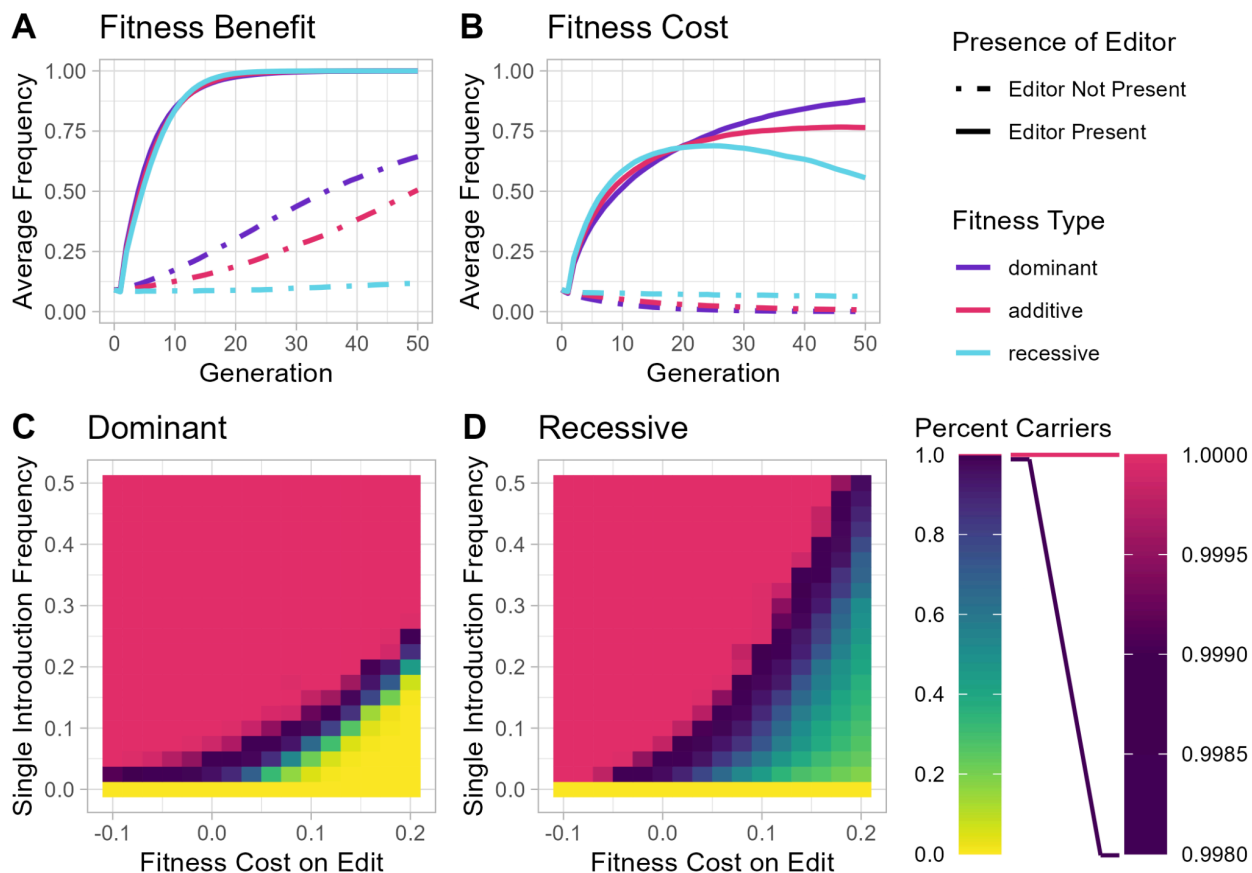 A Fitness Benefit
Average Frequency
1.00
0.75
0.50
0.25
0.00
0 10 20 30 40 50
Generation
B Fitness Cost
Average Frequency
1.00
0.75
0.50
0.25
0.00
0 10 20 30 40 50
Generation
Presence of Editor
Editor Not Present
Editor Present
Fitness Type
dominant
additive
recessive
C Dominant
Single Introduction Frequency
0.5
0.4
0.3
0.2
0.1
0.0
-0.1 0.0 0.1 0.2
Fitness Cost on Edit
D Recessive
Single Introduction Frequency
0.5
0.4
0.3
0.2
0.1
0.0
-0.1 0.0 0.1 0.2
Fitness Cost on Edit
Percent Carriers
1.0
0.8
0.6
0.4
0.2
0.0
1.0000
0.9995
0.9990
0.9985
0.9980